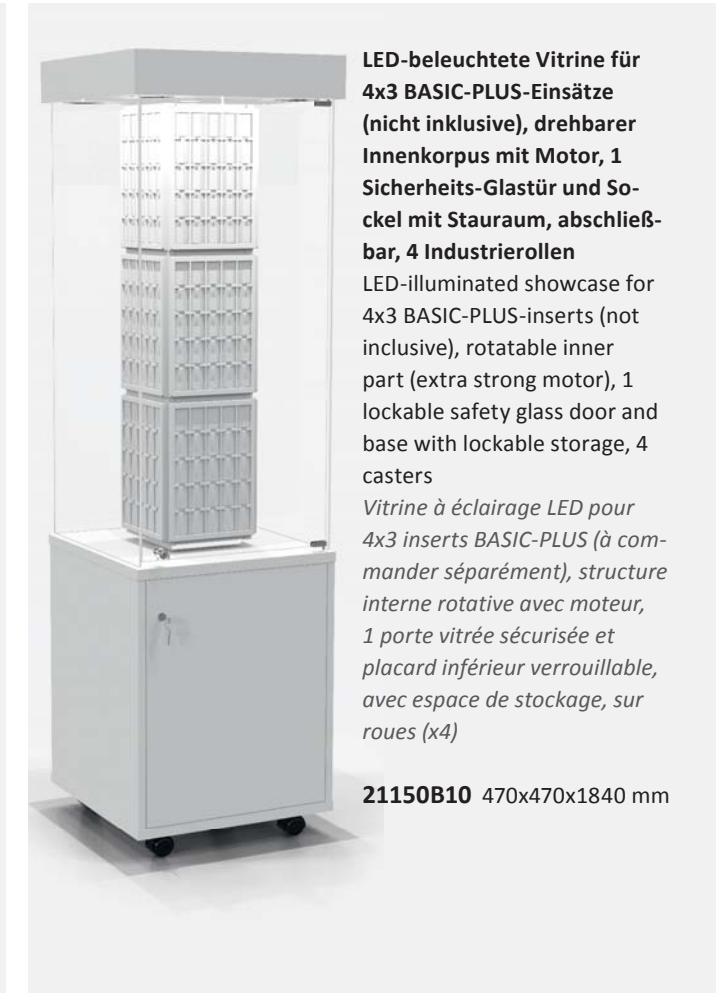 LED-beleuchtete Vitrine für
4x3 BASIC-PLUS-Einsätze
(nicht inklusive), drehbarer
Innenkorpus mit Motor, 1
Sicherheits-Glastür und So-
ckel mit Stauraum, abschließ-
bar, 4 Industrierollen
LED-illuminated showcase for
4x3 BASIC-PLUS-inserts (not
inclusive), rotatable inner
part (extra strong motor), 1
lockable safety glass door and
base with lockable storage, 4
casters
Vitrine à éclairage LED pour
4x3 inserts BASIC-PLUS (à com-
mander séparément), structure
interne rotative avec moteur,
1 porte vitrée sécurisée et
placard inférieur verrouillable,
avec espace de stockage, sur
roues (x4)
21150B10 470x470x1840 mm